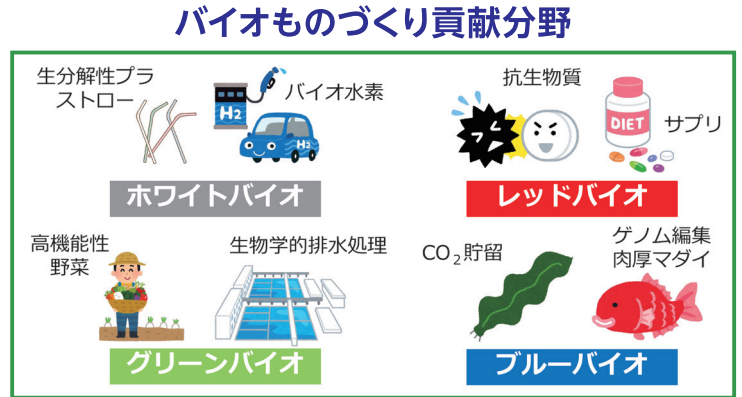 バイオものづくり貢献分野
生分解性プラ
ストロー
バイオ水素
H2
H2
ホワイトバイオ
抗生物質
DIET
サプリ
レッドバイオ
高機能性
野菜
生物学的排水処理
グリーンバイオ
CO₂貯留
ゲノム編集
肉厚マダイ
ブルーバイオ